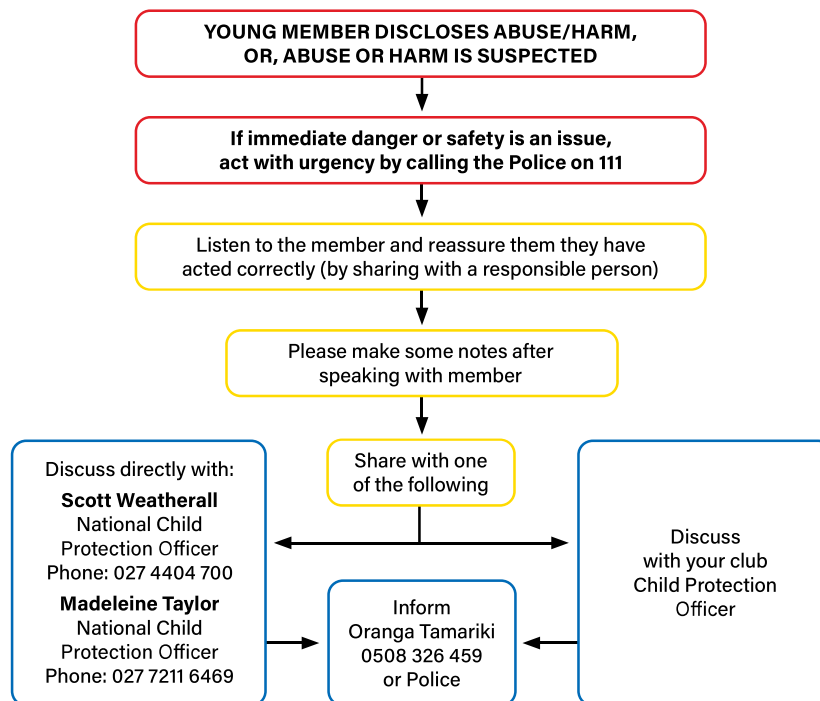 YOUNG MEMBER DISCLOSES ABUSE/HARM,
OR, ABUSE OR HARM IS SUSPECTED
If immediate danger or safety is an issue,
act with urgency by calling the Police on 111
Listen to the member and reassure them they have
acted correctly (by sharing with a responsible person)
Please make some notes after
speaking with member
Share with one
of the following
Discuss directly with:
Scott Weatherall
National Child
Protection Officer
Phone: 027 4404 700
Madeleine Taylor
National Child
Protection Officer
Phone: 027 7211 6469
Inform
Oranga Tamariki
0508 326 459
or Police
Discuss
with your club
Child Protection
Officer